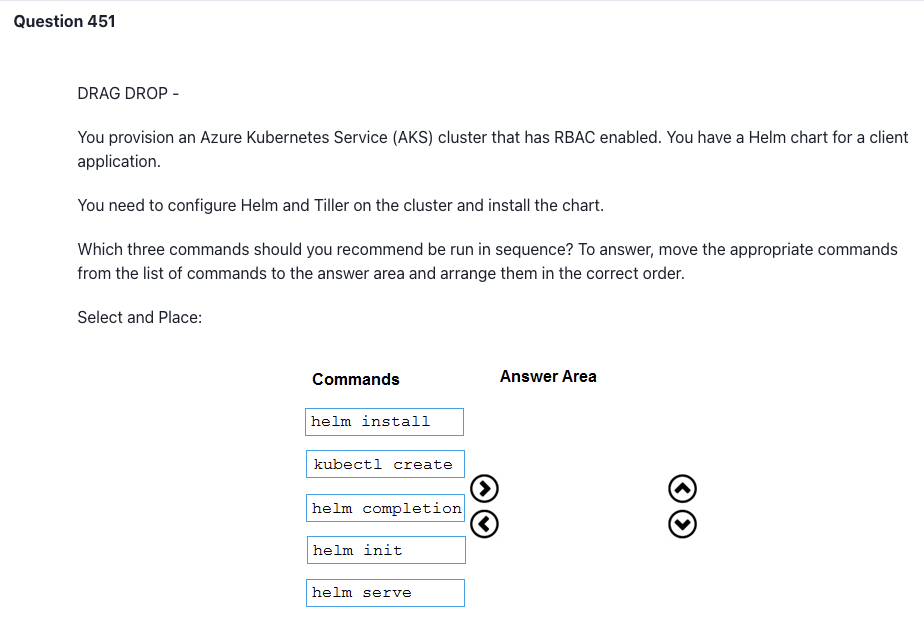 Question 451
DRAG DROP -
You provision an Azure Kubernetes Service (AKS) cluster that has RBAC enabled. You have a Helm chart for a client
application.
You need to configure Helm and Tiller on the cluster and install the chart.
Which three commands should you recommend be run in sequence? To answer, move the appropriate commands
from the list of commands to the answer area and arrange them in the correct order.
Select and Place:
Commands
Answer Area
helm install
kubectl create
helm completion
helm init
helm serve